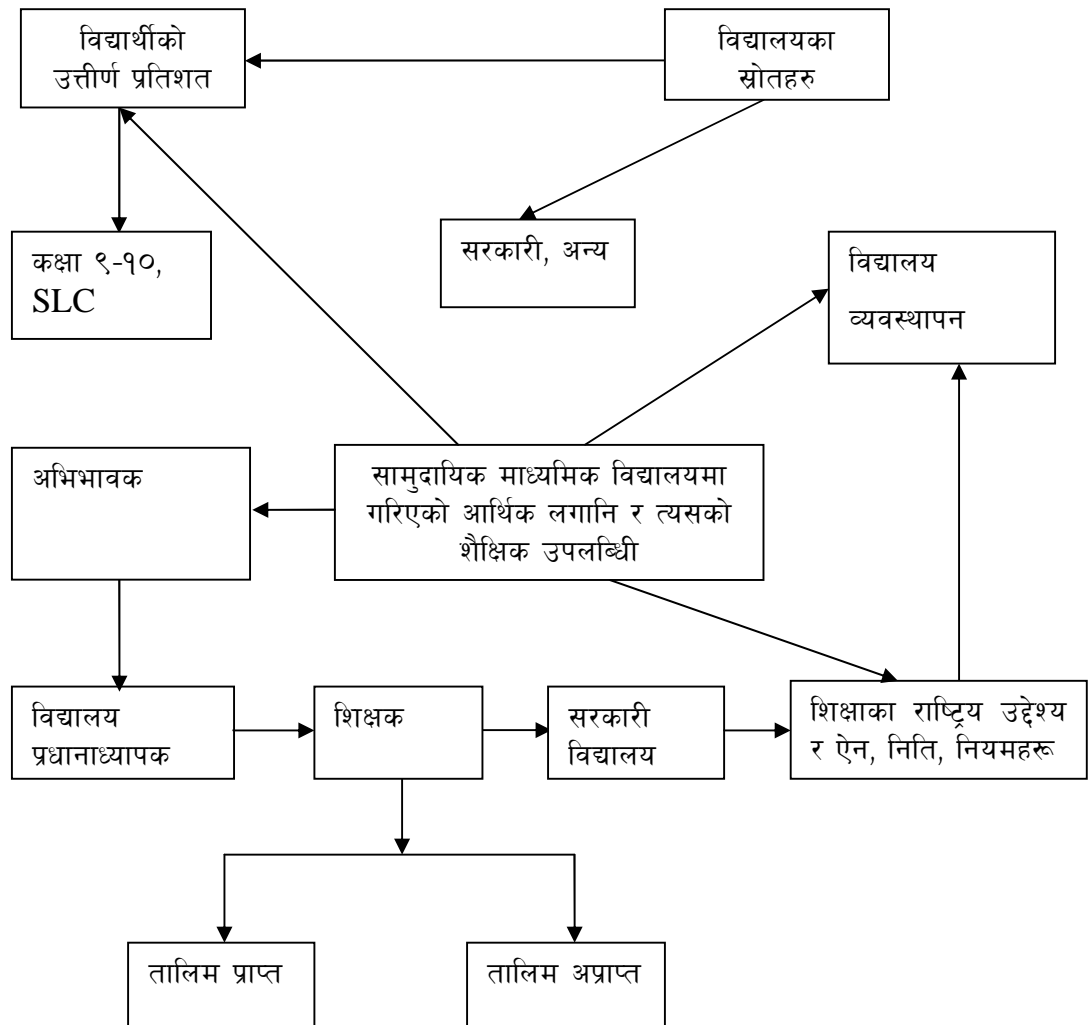 विद्यार्थीको
उत्तीर्ण प्रतिशत
विद्यालयका
स्रोतहरु
कक्षा ९-१०,
SLC
सरकारी, अन्य
विद्यालय
व्यवस्थापन
अभिभावक
सामुदायिक माध्यमिक विद्यालयमा
गरिएको आर्थिक लगानि र त्यसको
शैक्षिक उपलब्धिी
विद्यालय
प्रधानाध्यापक
शिक्षक
सरकारी
विद्यालय
शिक्षाका राष्ट्रिय उद्देश्य
र ऐन, निति, नियमहरू
तालिम प्राप्त
तालिम अप्राप्त